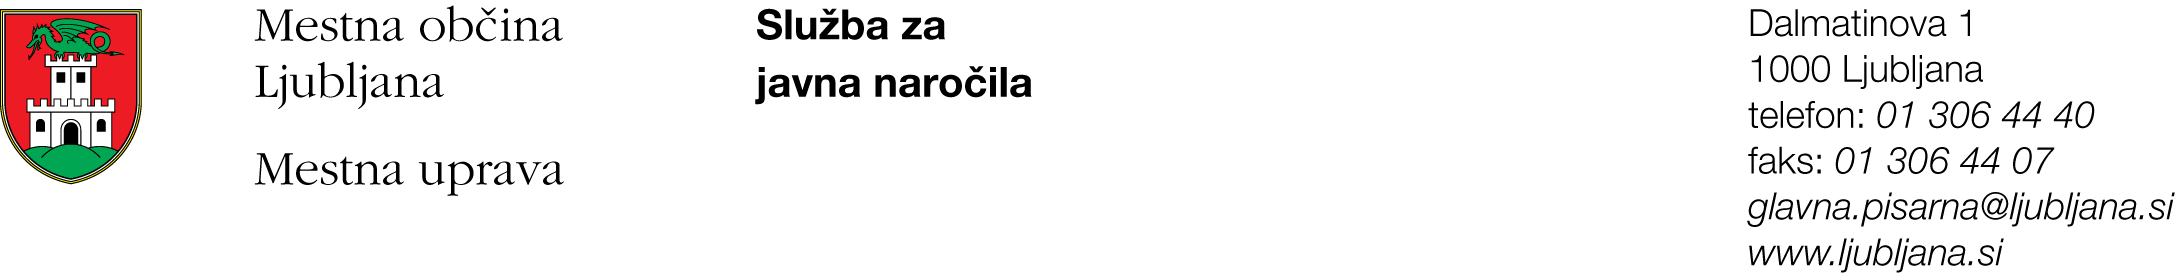 Mestna občina
Ljubljana
Mestna uprava
Služba za
javna naročila
Dalmatinova 1
1000 Ljubljana
telefon: 01 306 44 40
faks: 01 306 44 07
glavna.pisarna@ljubljana.si
www.ljubljana.si